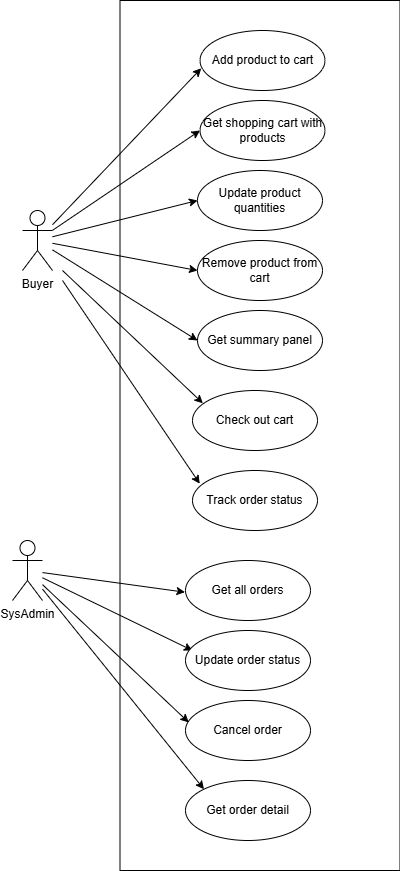 Add product to cart
Get shopping cart with
products
Update product
quantities
Remove product from
cart
Buyer
Get summary panel
Check out cart
Track order status
Get all orders
SysAdmin
Update order status
Cancel order
Get order detail